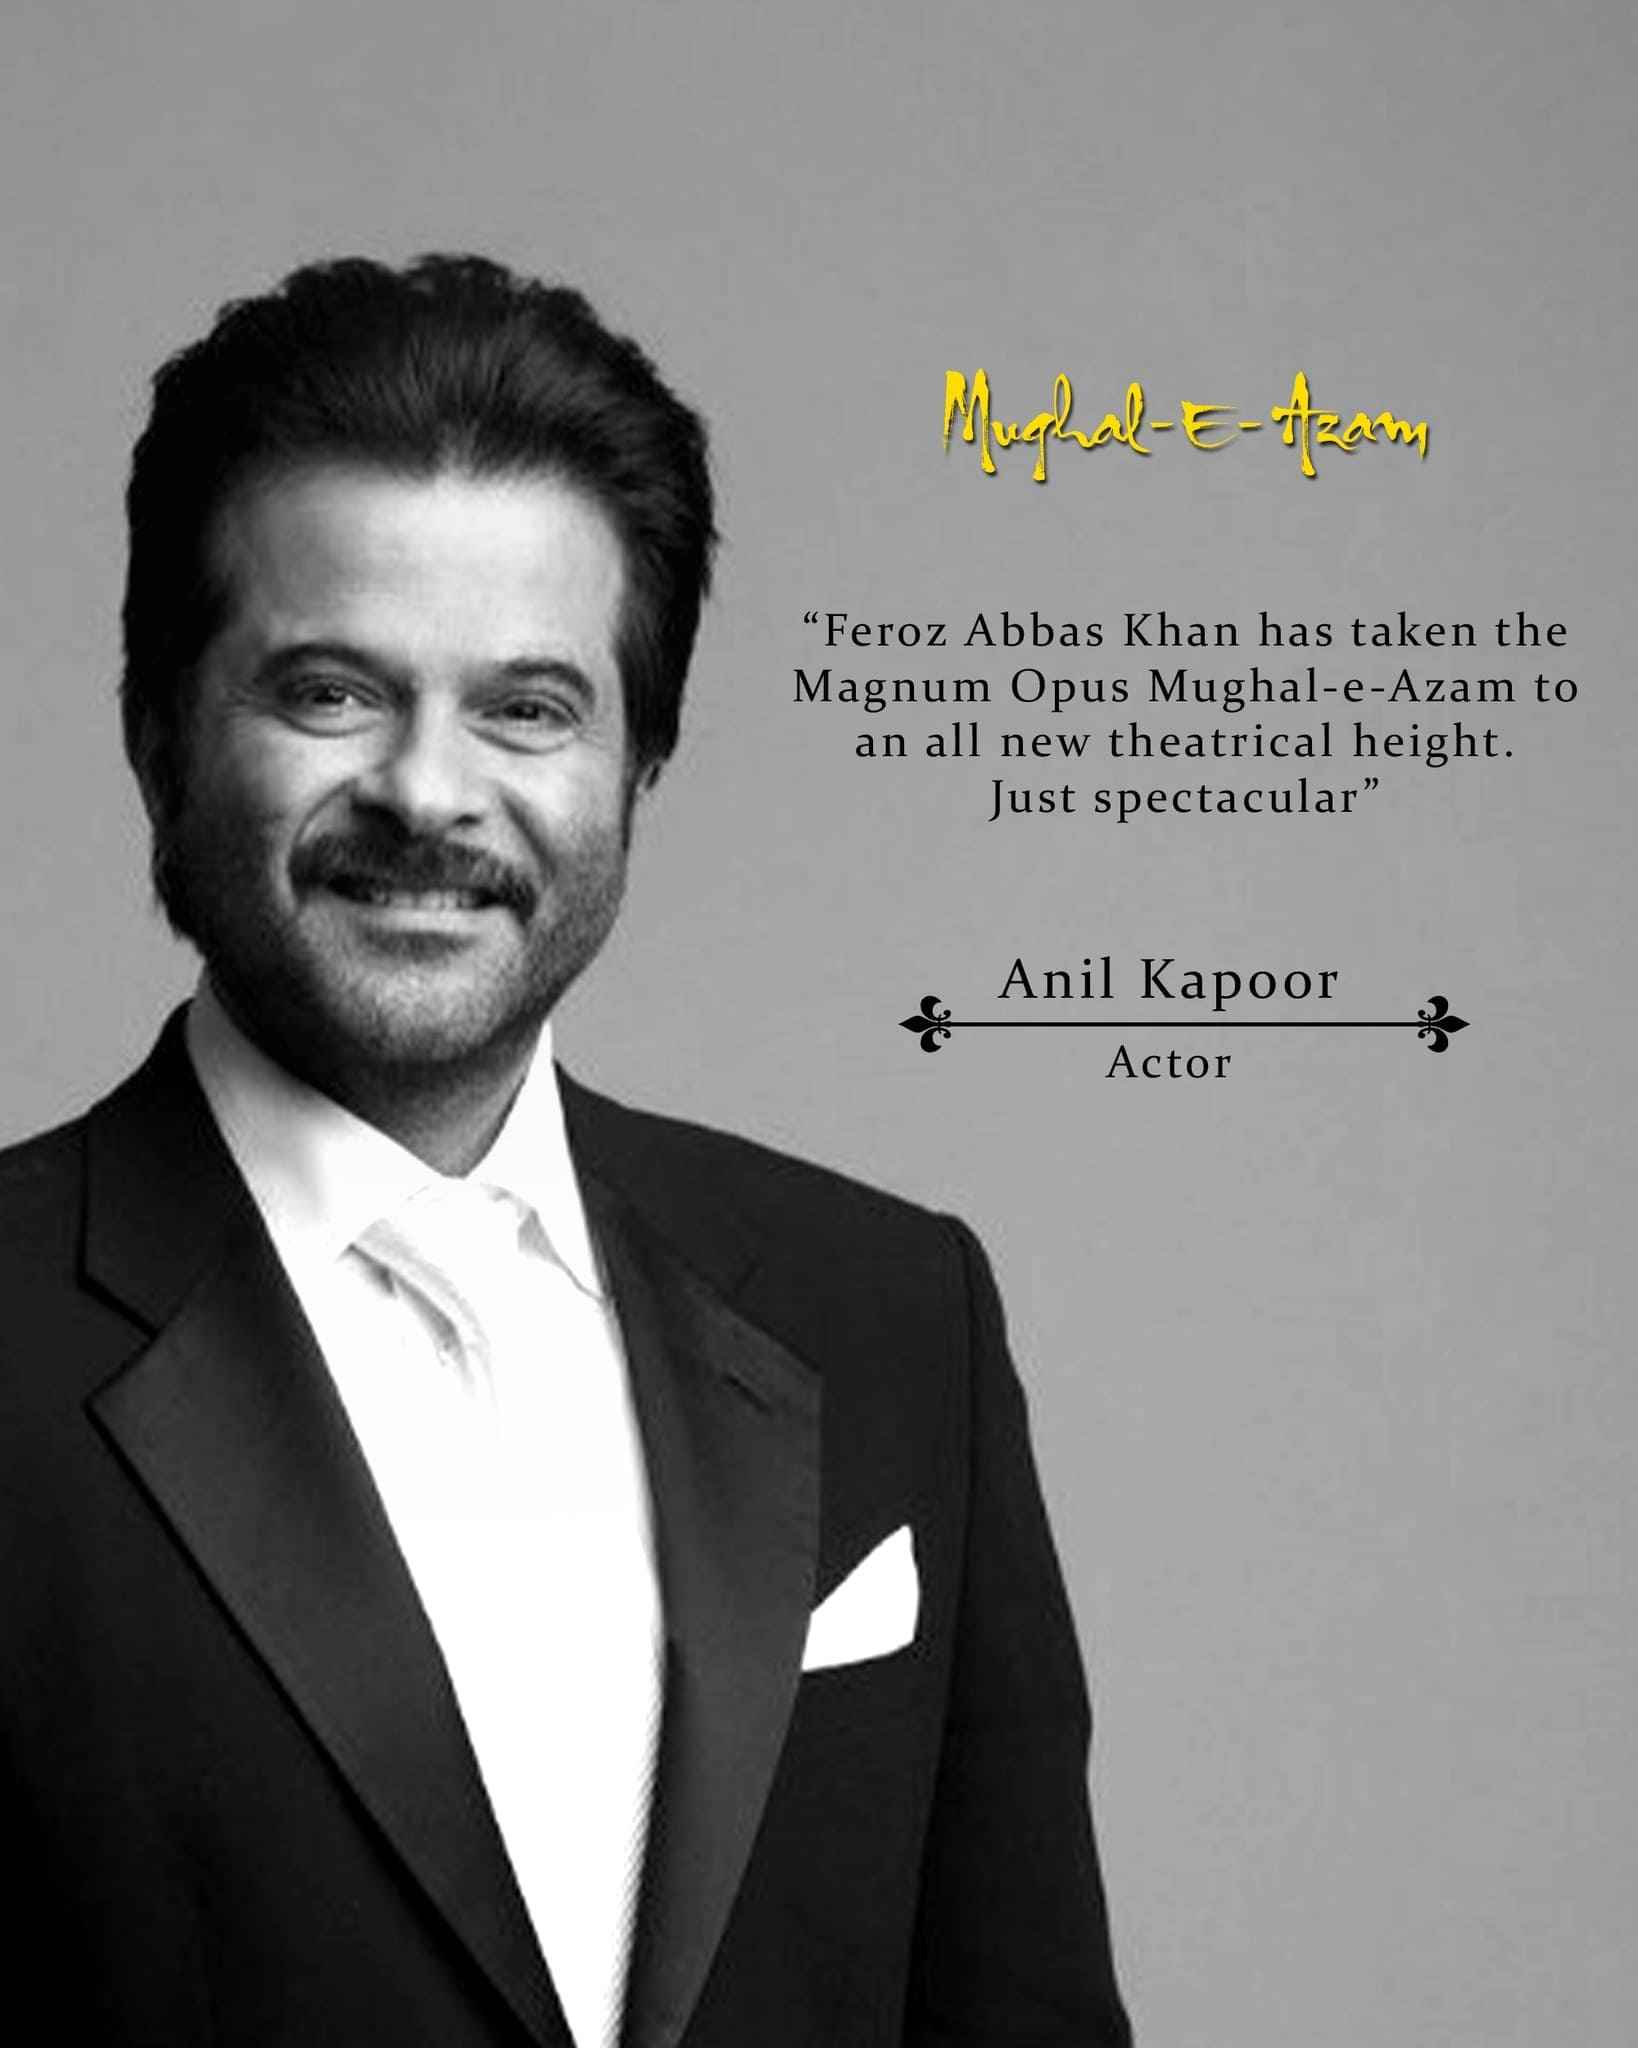 Mughal-E-Azam
“Feroz Abbas Khan has taken the
Magnum Opus Mughal-e-Azam to
an all new theatrical height.
Just spectacular”
Anil Kapoor
Actor